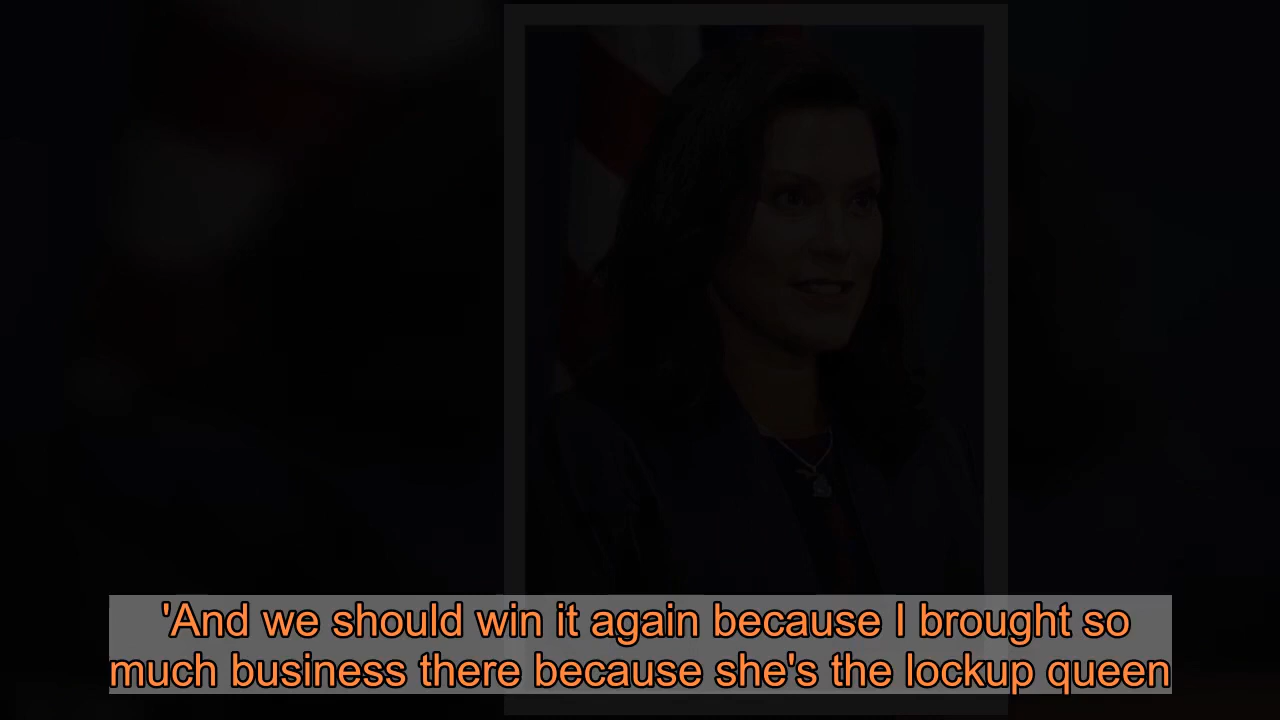 'And we should win it again because I brought so
much business there because she's the lockup queen